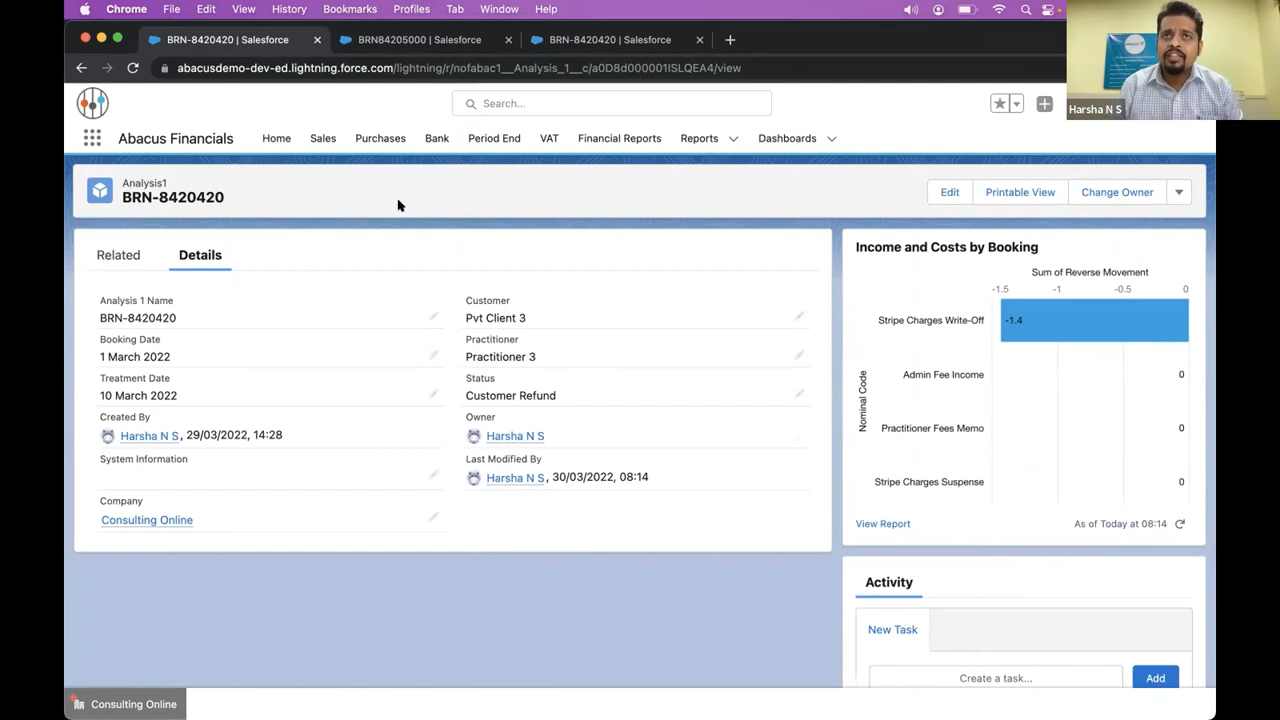 Chrome File Edit View History Bookmarks Profiles Tab Window Help
BRN-8420420 | Salesforce
BRN84205000 | Salesforce
BRN-8420420 | Salesforce
abacusdemo-dev-ed.lightning.force.com/
Harsha N S
Search...
Abacus Financials
Home Sales Purchases Bank Period End VAT Financial Reports Reports Dashboards
Analysis1
BRN-8420420
Edit Printable View Change Owner
Related Details
Analysis 1 Name
BRN-8420420
Customer
Pvt Client 3
Booking Date
1 March 2022
Practitioner
Practitioner 3
Treatment Date
10 March 2022
Status
Customer Refund
Created By
Harsha N S, 29/03/2022, 14:28
Owner
Harsha N S
System Information
Last Modified By
Harsha N S, 30/03/2022, 08:14
Company
Consulting Online
Income and Costs by Booking
Sum of Reverse Movement
-1.5 -1 -0.5 0
Nominal Code
Stripe Charges Write-Off -1.4
Admin Fee Income 0
Practitioner Fees Memo 0
Stripe Charges Suspense 0
View Report As of Today at 08:14
Activity
New Task
Create a task... Add
Consulting Online